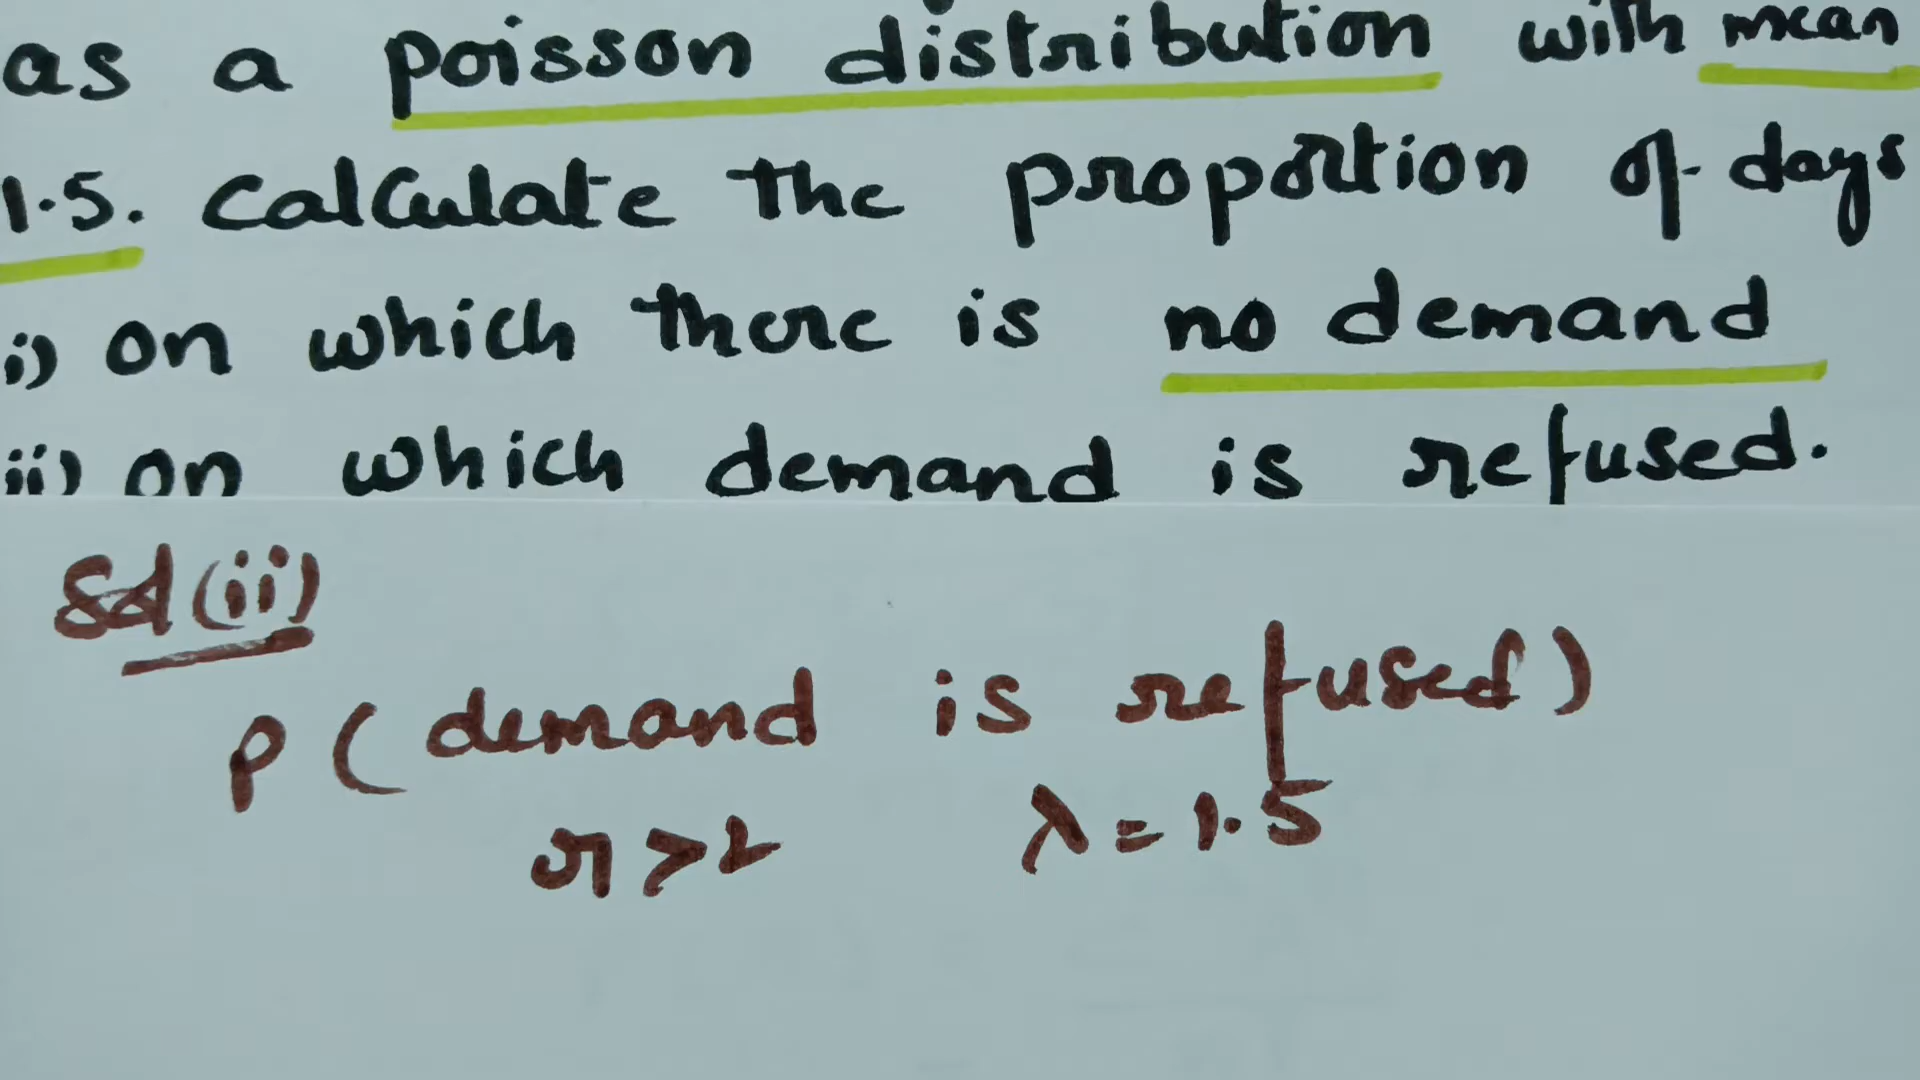 as a poisson distribution with mean
1.5. Calculate the proportion of days
i) on which there is no demand
ii) on which demand is refused.
Sol (ii)
P ( demand is refused )
r > 2 λ = 1.5